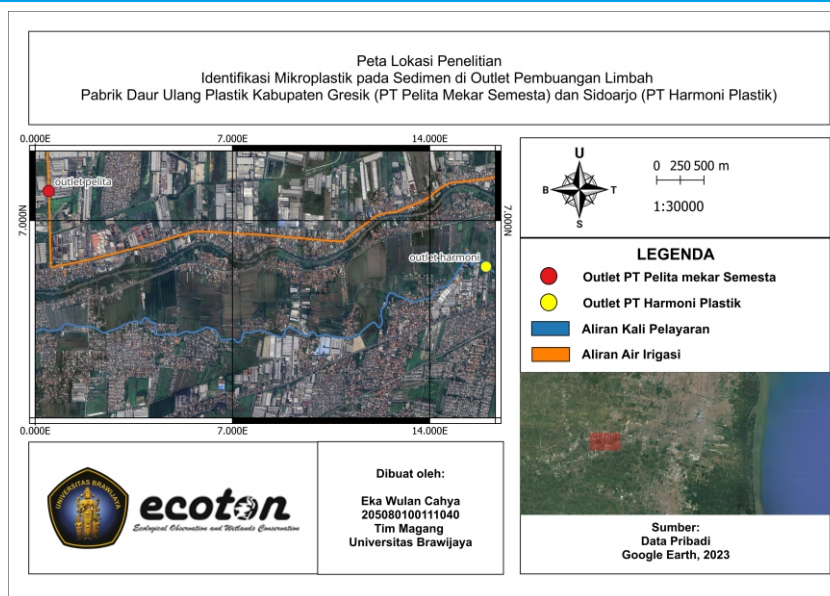 Peta Lokasi Penelitian
Identifikasi Mikroplastik pada Sedimen di Outlet Pembuangan Limbah
Pabrik Daur Ulang Plastik Kabupaten Gresik (PT Pelita Mekar Semesta) dan Sidoarjo (PT Harmoni Plastik)
0.000E 7.000E 14.000E
outlet pelita
7.000N 7.000N
outlet harmoni
0.000E 7.000E 14.000E
U
B T
S
0 250 500 m
1:30000
LEGENDA
Outlet PT Pelita mekar Semesta
Outlet PT Harmoni Plastik
Aliran Kali Pelayaran
Aliran Air Irigasi
UNIVERSITAS BRAWIJAYA
ecoton
Ecological Observation and Wetlands Conservation
Dibuat oleh:
Eka Wulan Cahya
205080100111040
Tim Magang
Universitas Brawijaya
Sumber:
Data Pribadi
Google Earth, 2023